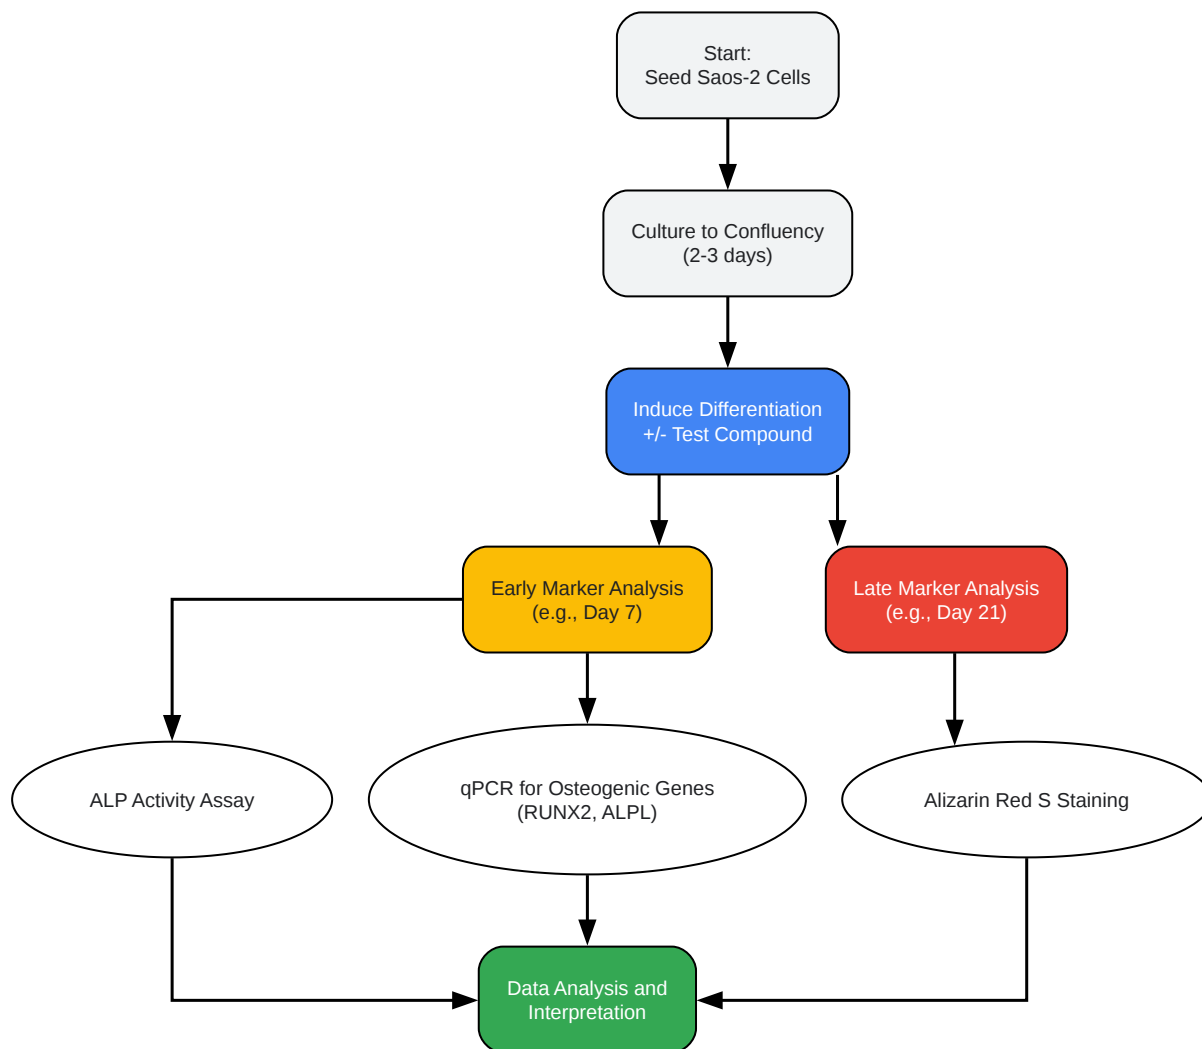 Start:
Seed Saos-2 Cells
Culture to Confluency
(2-3 days)
Induce Differentiation
+/- Test Compound
Early Marker Analysis
(e.g., Day 7)
Late Marker Analysis
(e.g., Day 21)
ALP Activity Assay
qPCR for Osteogenic Genes
(RUNX2, ALPL)
Alizarin Red S Staining
Data Analysis and
Interpretation